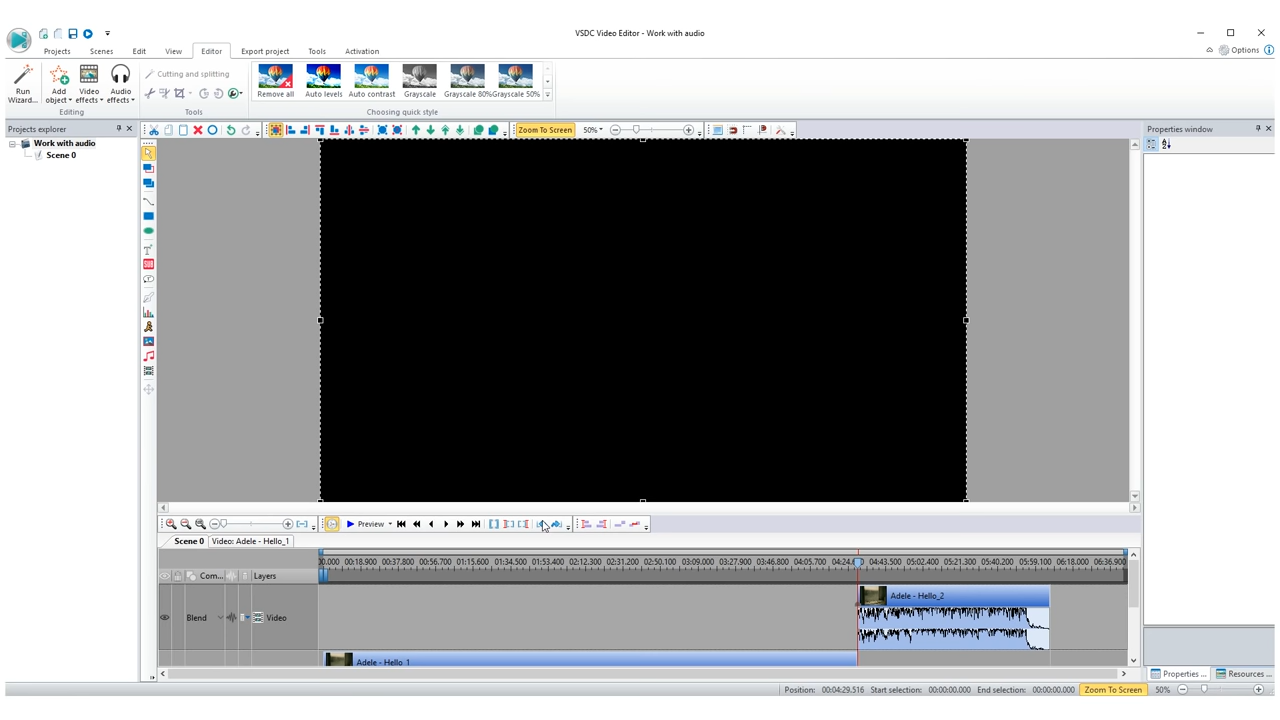 VSDC Video Editor - Work with audio
Projects Scenes Edit View Editor Export project Tools Activation
Options
Run Wizard...
Add object
Video effects
Audio effects
Editing
Cutting and splitting
Tools
Remove all Auto levels Auto contrast Grayscale Grayscale 80% Grayscale 50%
Choosing quick style
Projects explorer
Zoom To Screen 50%
Properties window
Work with audio
Scene 0
T
SUB
Preview
Scene 0 Video: Adele - Hello_1
00.000 00:18.900 00:37.800 00:56.700 01:15.600 01:34.500 01:53.400 02:12.300 02:31.200 02:50.100 03:09.000 03:27.900 03:46.800 04:05.700 04:43.500 05:02.400 05:21.300 05:40.200 05:59.100 06:18.000 06:36.900
Com... Layers
Adele - Hello_2
Blend Video
Adele - Hello_1
Properties ... Resources ...
Position: 00:04:29.516 Start selection: 00:00:00.000 End selection: 00:00:00.000 Zoom To Screen 50%